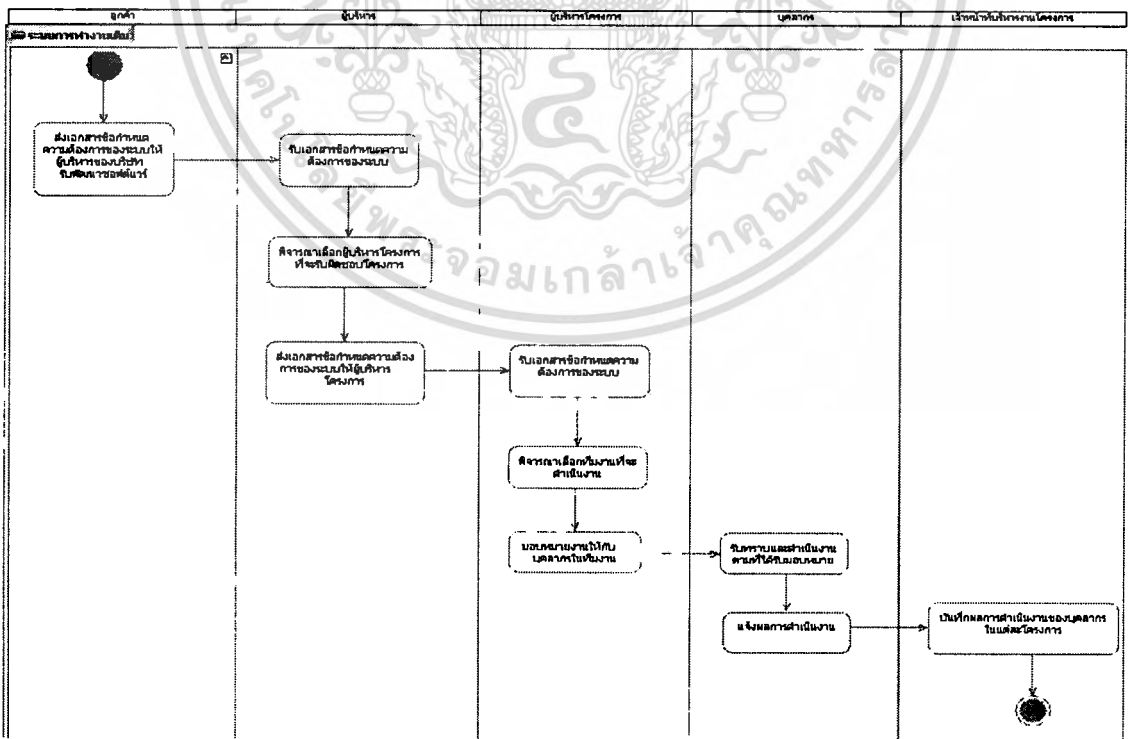 ลูกค้า
ผู้บริหาร
ผู้บริหารโครงการ
บุคลากร
เจ้าหน้าที่บริหารงานโครงการ
ระบบการทำงานเดิม
ส่งเอกสารข้อกำหนด
ความต้องการของระบบให้
ผู้บริหารของบริษัท
รับพัฒนาซอฟต์แวร์
รับเอกสารข้อกำหนดความ
ต้องการของระบบ
พิจารณาเลือกผู้บริหารโครงการ
ที่จะรับผิดชอบโครงการ
ส่งเอกสารข้อกำหนดความต้อง
การของระบบให้ผู้บริหาร
โครงการ
รับเอกสารข้อกำหนดความ
ต้องการของระบบ
พิจารณาเลือกทีมงานที่จะ
ดำเนินงาน
มอบหมายงานให้กับ
บุคลากรในทีมงาน
รับทราบและดำเนินงาน
ตามที่ได้รับมอบหมาย
แจ้งผลการดำเนินงาน
บันทึกผลการดำเนินงานของบุคลากร
ในแต่ละโครงการ
พระจอมเกล้าเจ้าคุณทหารลา